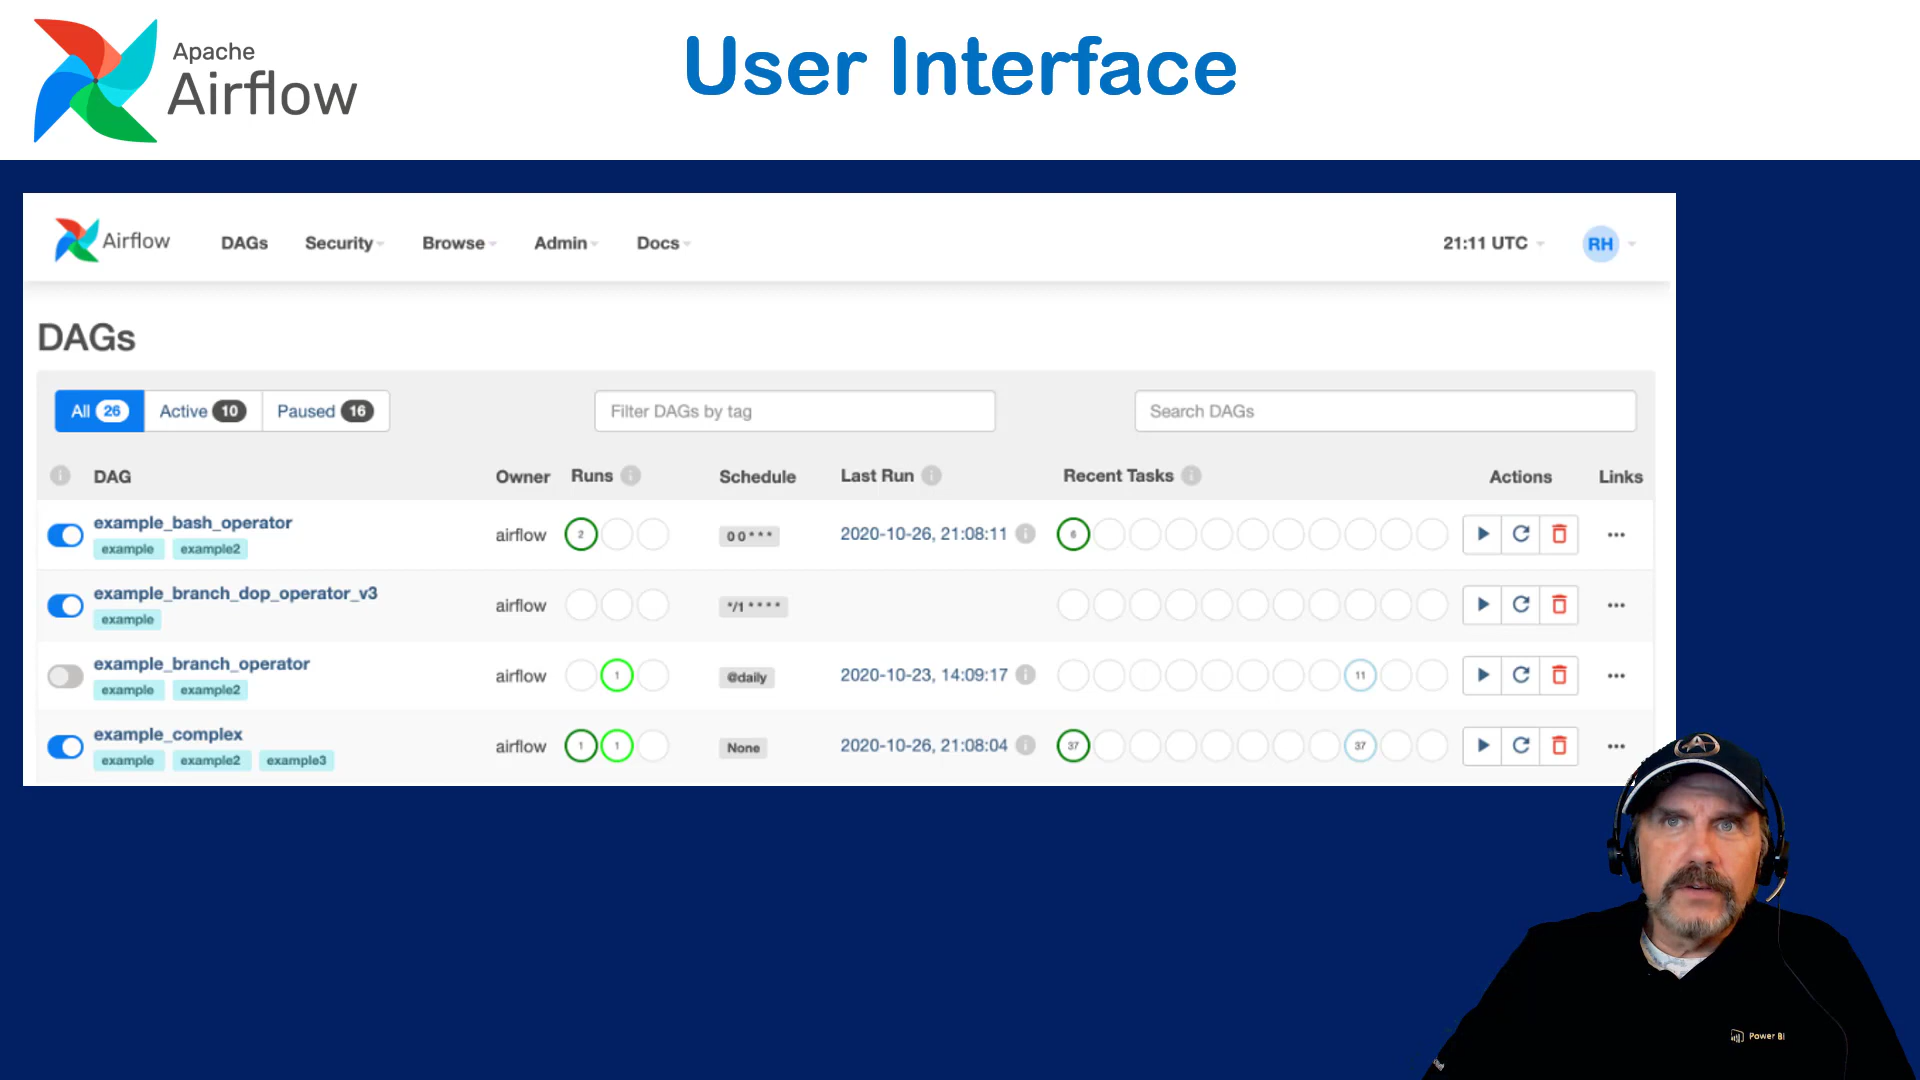 Apache
Airflow
User Interface
Airflow DAGs Security Browse Admin Docs 21:11 UTC RH
DAGs
All 26 Active 10 Paused 16 Filter DAGs by tag Search DAGs
DAG Owner Runs Schedule Last Run Recent Tasks Actions Links
example_bash_operator
example example2
airflow 2 0 0 * * * 2020-10-26, 21:08:11 6
example_branch_dop_operator_v3
example
airflow */1 * * * *
example_branch_operator
example example2
airflow 1 @daily 2020-10-23, 14:09:17 11
example_complex
example example2 example3
airflow 1 1 None 2020-10-26, 21:08:04 37 37
Power BI